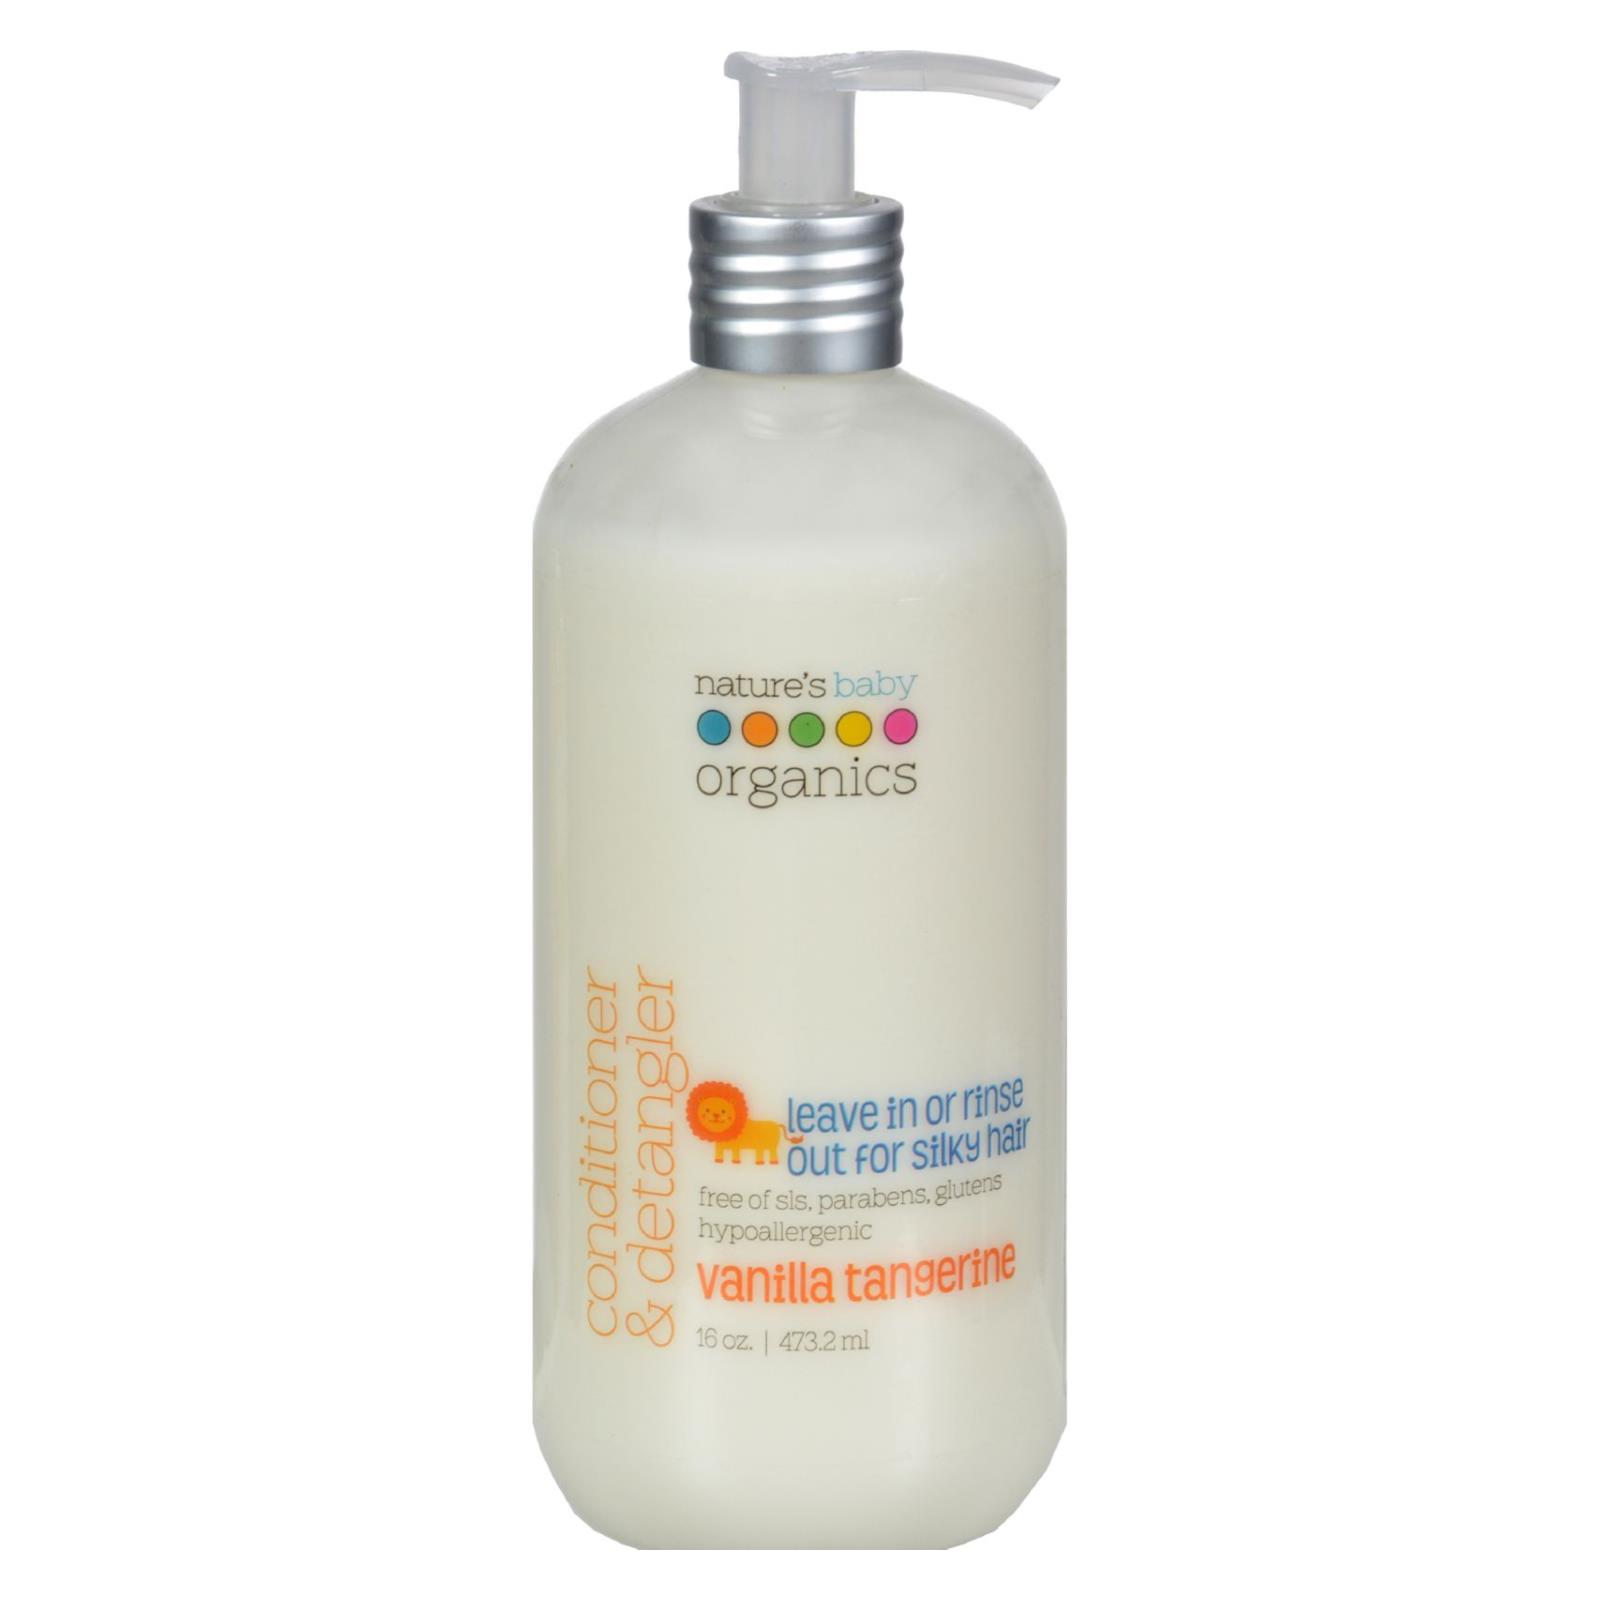 nature's baby
organics
conditioner
& detangler
leave in or rinse
out for silky hair
free of sls, parabens, glutens
hypoallergenic
vanilla tangerine
16 oz. | 473.2 ml